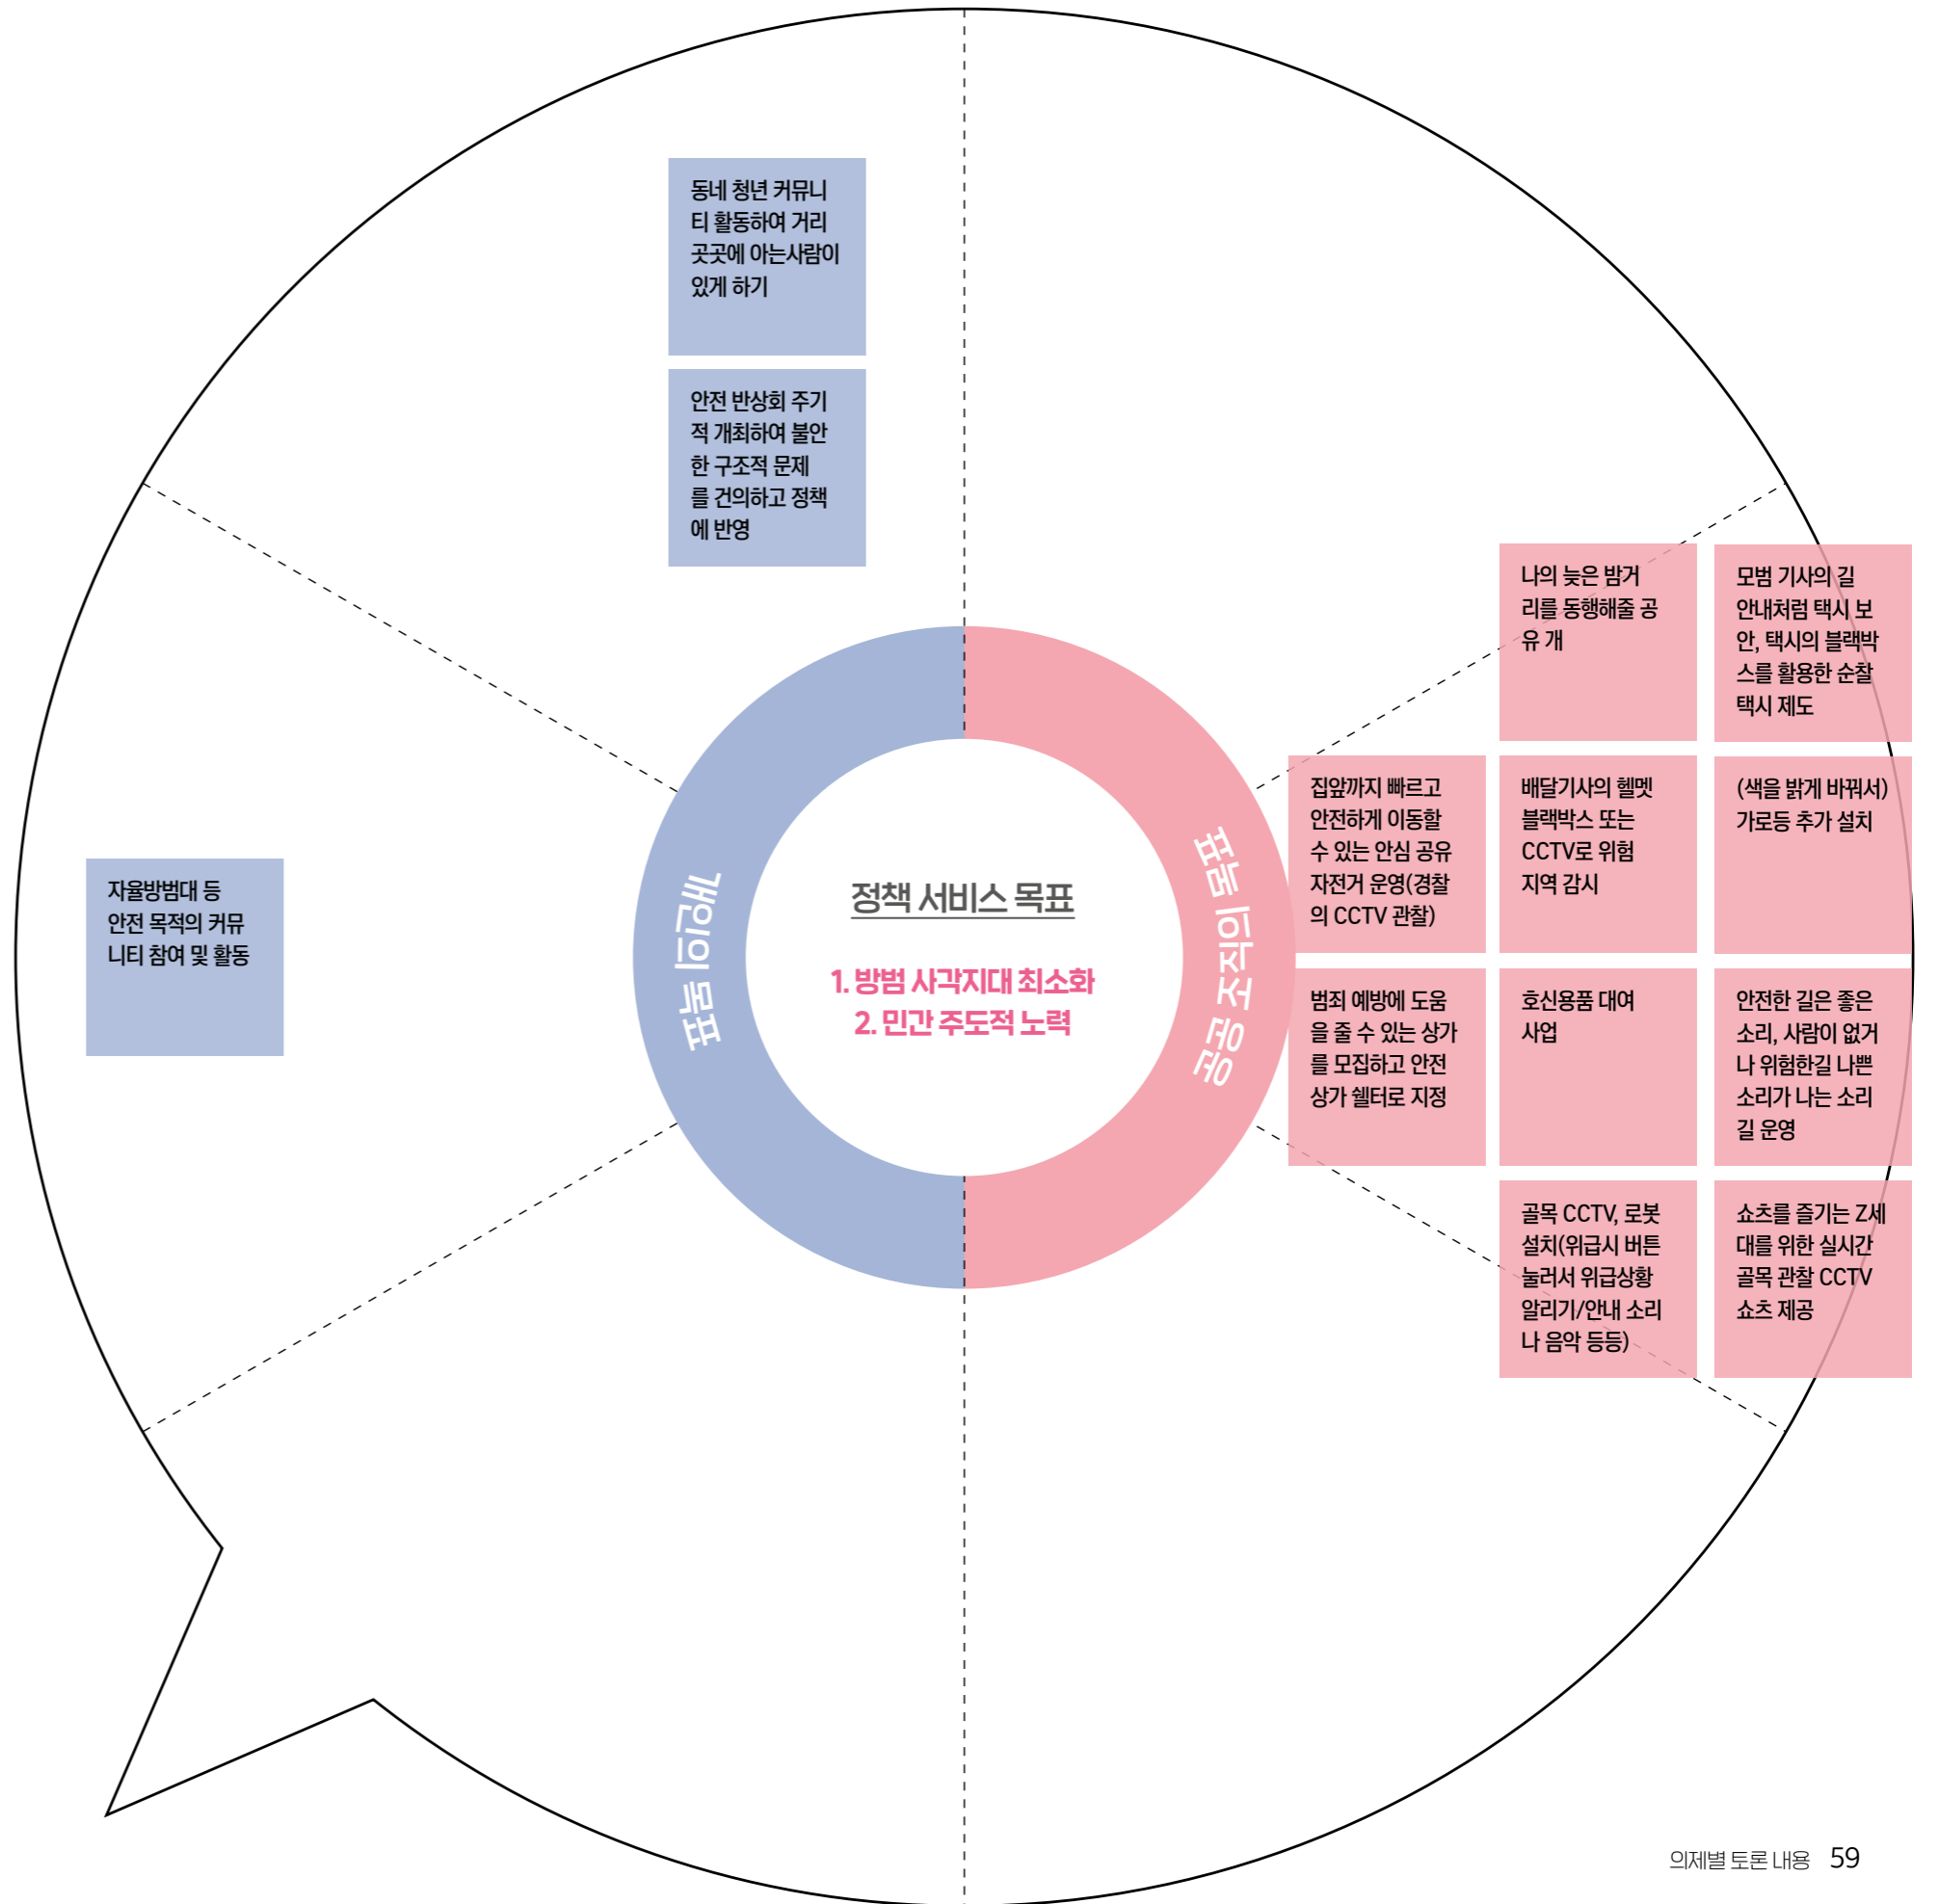 동네 청년 커뮤니
티 활동하여 거리
곳곳에 아는사람이
있게 하기
안전 반상회 주기
적 개최하여 불안
한 구조적 문제
를 건의하고 정책
에 반영
자율방범대 등
안전 목적의 커뮤
니티 참여 및 활동
개인의 목표
정책 서비스 목표
1. 방범 사각지대 최소화
2. 민간 주도적 노력
공공 조직의 목표
나의 늦은 밤거
리를 동행해줄 공
유 개
모범 기사의 길
안내처럼 택시 보
안, 택시의 블랙박
스를 활용한 순찰
택시 제도
집앞까지 빠르고
안전하게 이동할
수 있는 안심 공유
자전거 운영(경찰
의 CCTV 관찰)
배달기사의 헬멧
블랙박스 또는
CCTV로 위험
지역 감시
(색을 밝게 바꿔서)
가로등 추가 설치
범죄 예방에 도움
을 줄 수 있는 상가
를 모집하고 안전
상가 쉘터로 지정
호신용품 대여
사업
안전한 길은 좋은
소리, 사람이 없거
나 위험한길 나쁜
소리가 나는 소리
길 운영
골목 CCTV, 로봇
설치(위급시 버튼
눌러서 위급상황
알리기/안내 소리
나 음악 등등)
쇼츠를 즐기는 Z세
대를 위한 실시간
골목 관찰 CCTV
쇼츠 제공
의제별 토론 내용 59